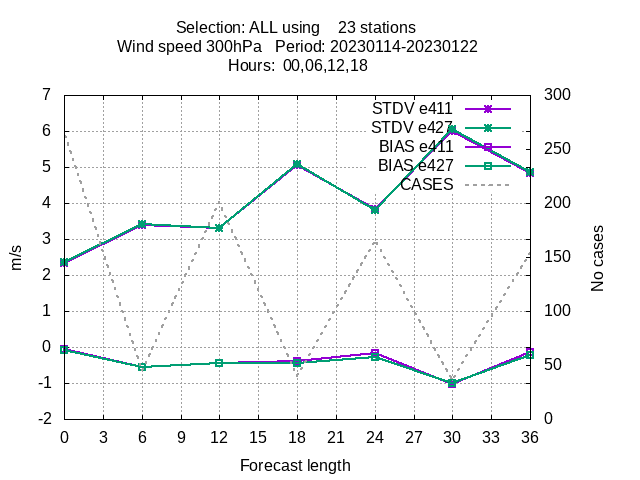 Selection: ALL using    23 stations
Wind speed 300hPa   Period: 20230114-20230122
Hours:  00,06,12,18
7
6
5
4
3
2
1
0
-1
-2
m/s
300
250
200
150
100
50
0
No cases
STDV e411
STDV e427
BIAS e411
BIAS e427
CASES
0 3 6 9 12 15 18 21 24 27 30 33 36
Forecast length